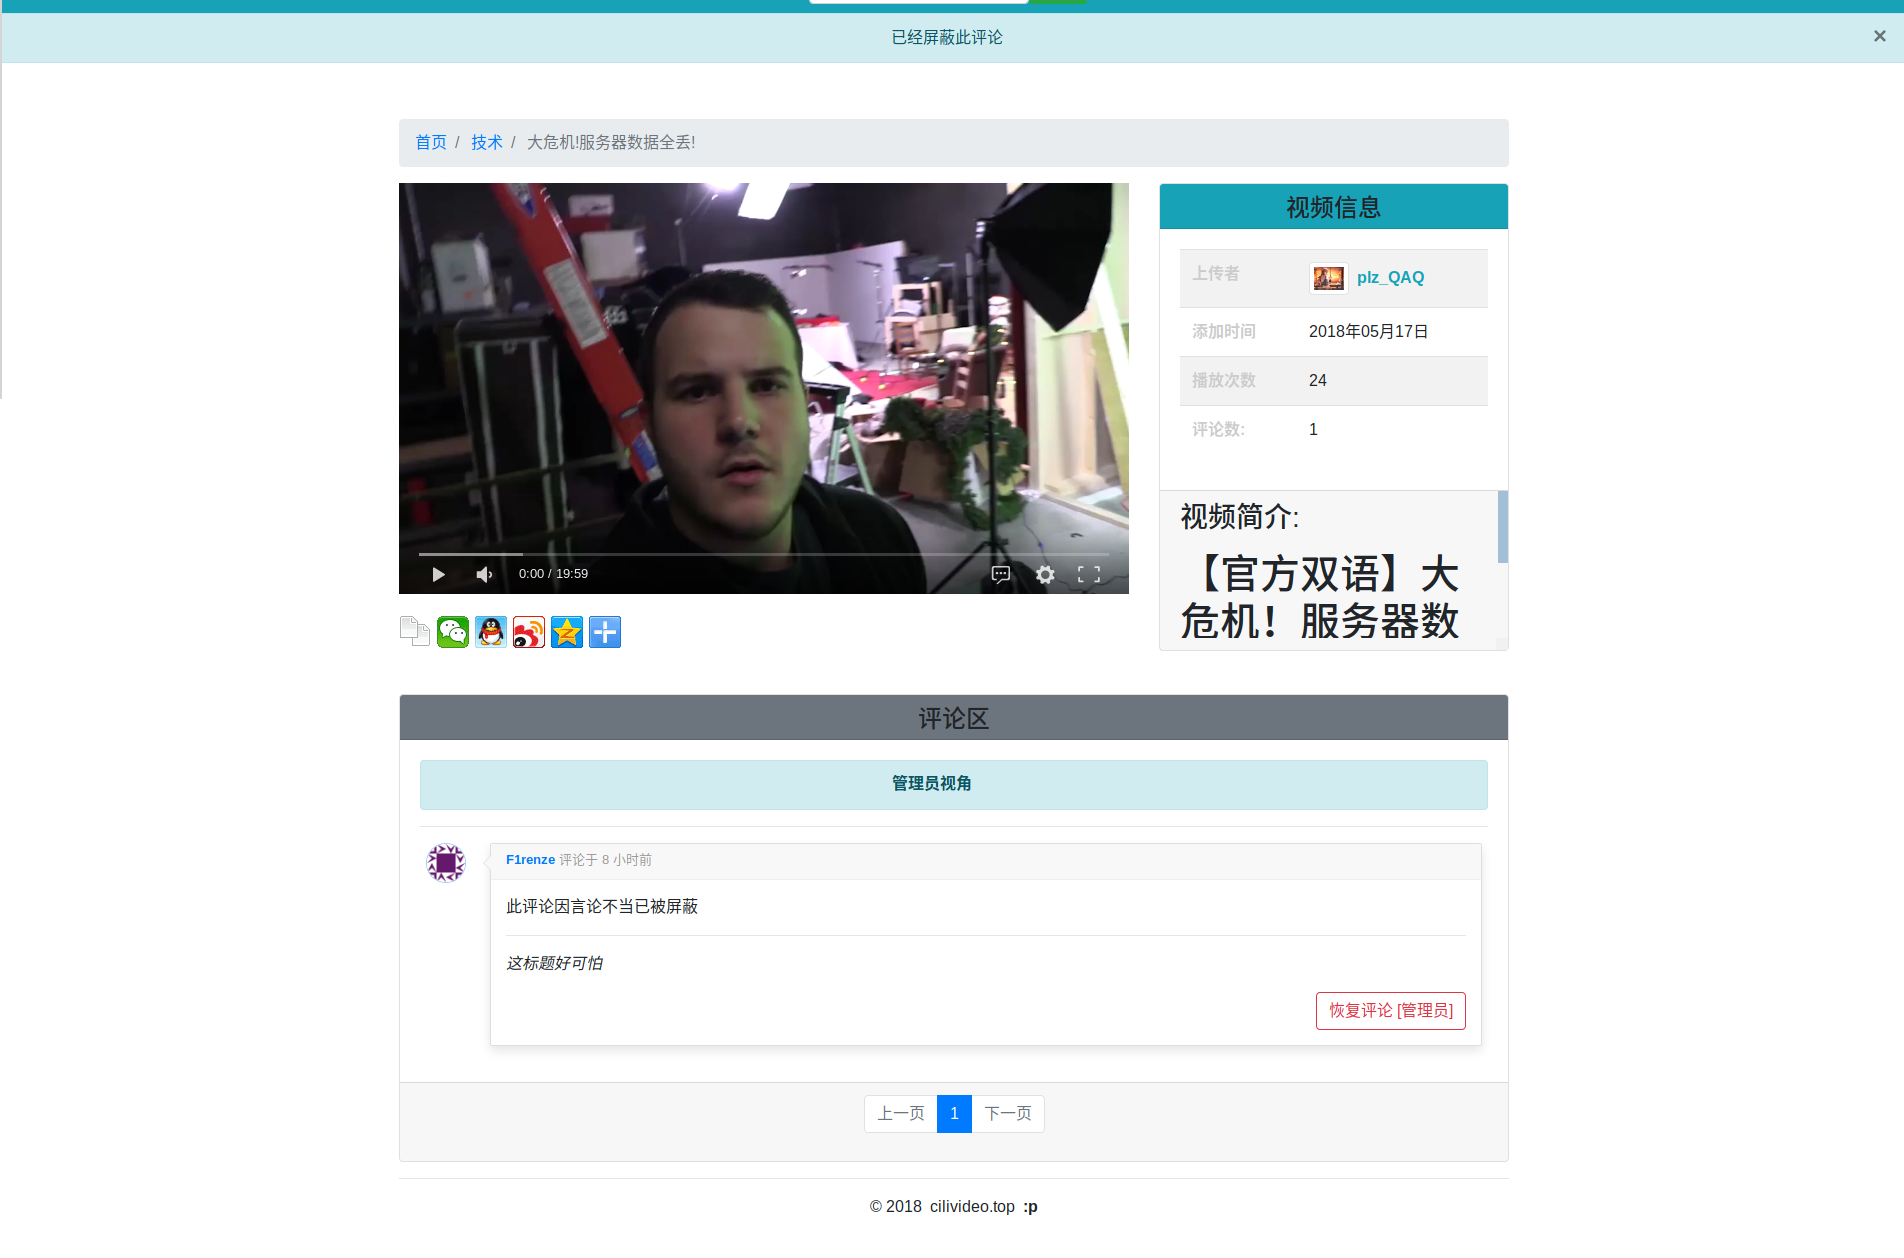 已经屏蔽此评论
×
首页 / 技术 / 大危机!服务器数据全丢!
视频信息
上传者 plz_QAQ
添加时间 2018年05月17日
播放次数 24
评论数: 1
0:00 / 19:59
视频简介:
【官方双语】大
危机！服务器数
评论区
管理员视角
F1renze 评论于 8 小时前
此评论因言论不当已被屏蔽
这标题好可怕
恢复评论 [管理员]
上一页 1 下一页
© 2018 cilivideo.top :p